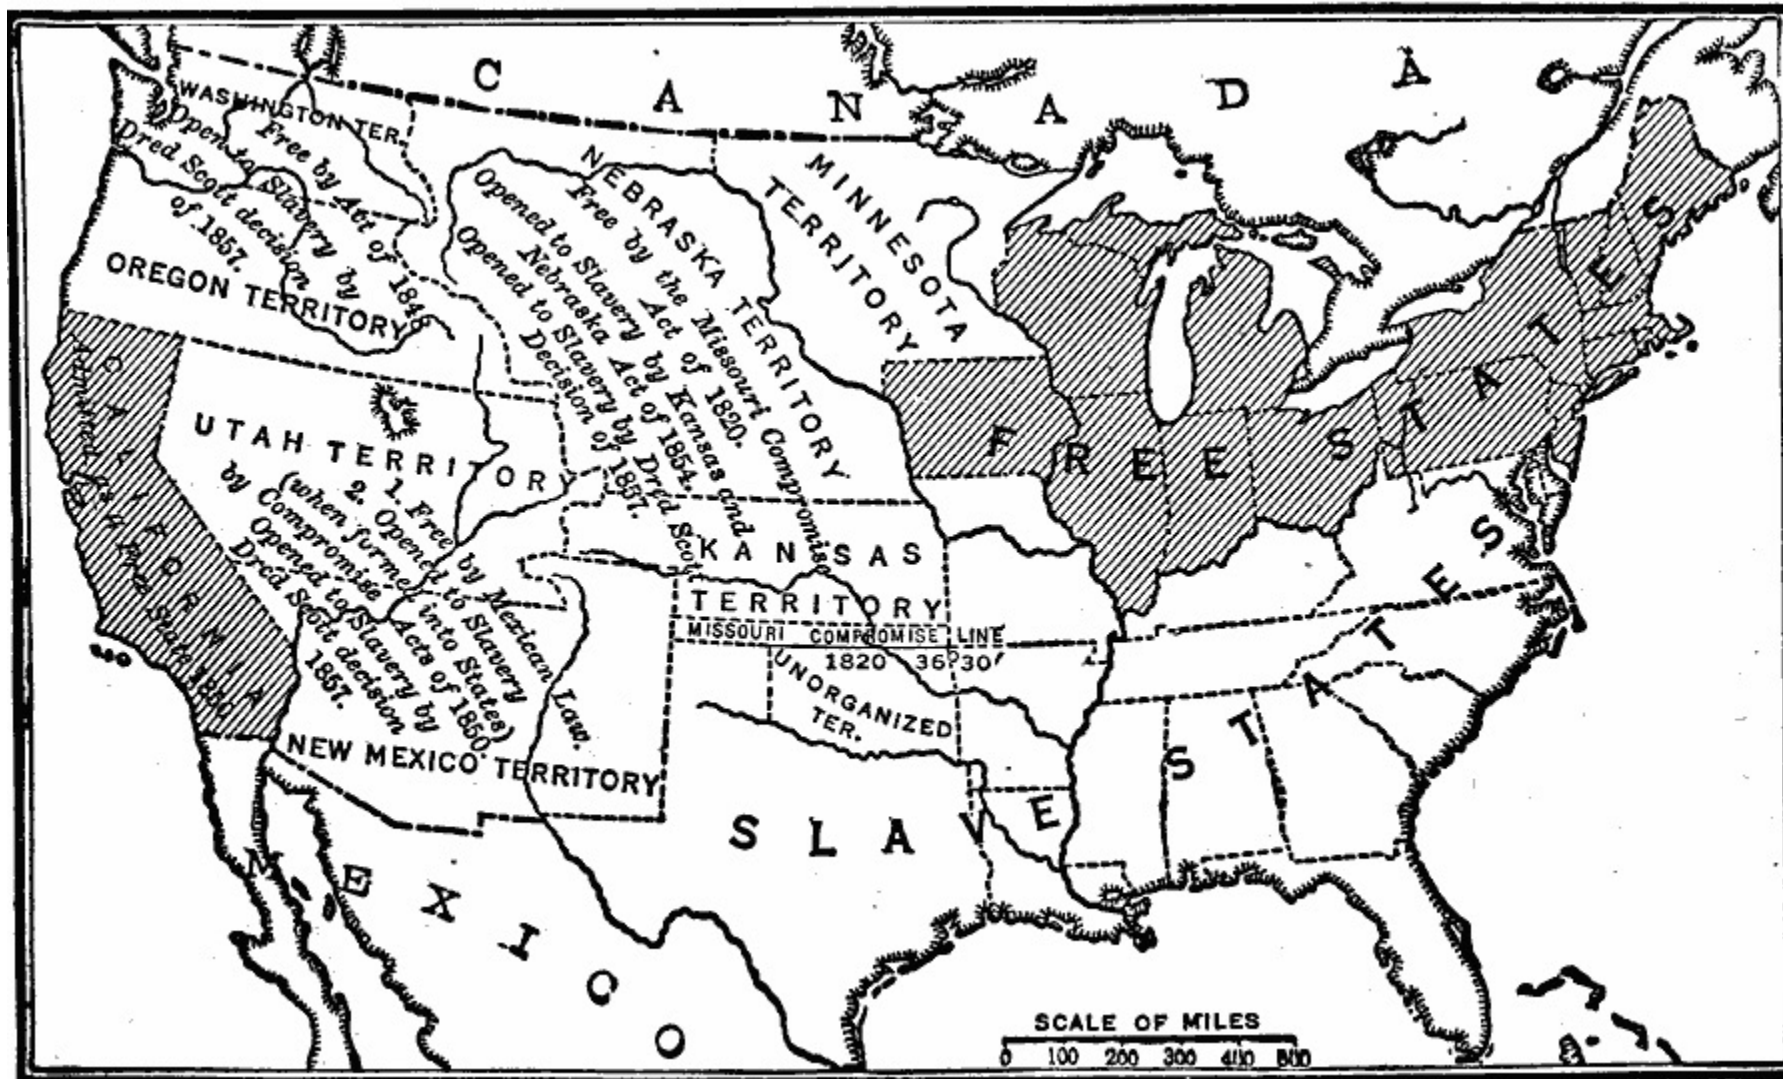 CANADA
WASHINGTON TER.
Free by Act of 1846
Open to Slavery by
Dred Scott decision
of 1857.
OREGON TERRITORY
NEBRASKA TERRITORY
Free by the Missouri Compromise
Act of 1820.
Opened to Slavery by Kansas and
Nebraska Act of 1854.
Opened to Slavery by Dred Scott
Decision of 1857.
MINNESOTA
TERRITORY
CALIFORNIA
Admitted as a Free State 1850
UTAH TERRITORY
1. Free by Mexican Law.
2. Opened to Slavery
(when formed into States)
by Compromise Acts of 1850.
Opened to Slavery by
Dred Scott decision
1857.
NEW MEXICO TERRITORY
KANSAS
TERRITORY
MISSOURI COMPROMISE LINE
1820 36°30'
UNORGANIZED
TER.
FREE STATES
SLAVE STATES
MEXICO
SCALE OF MILES
0 100 200 300 400 500